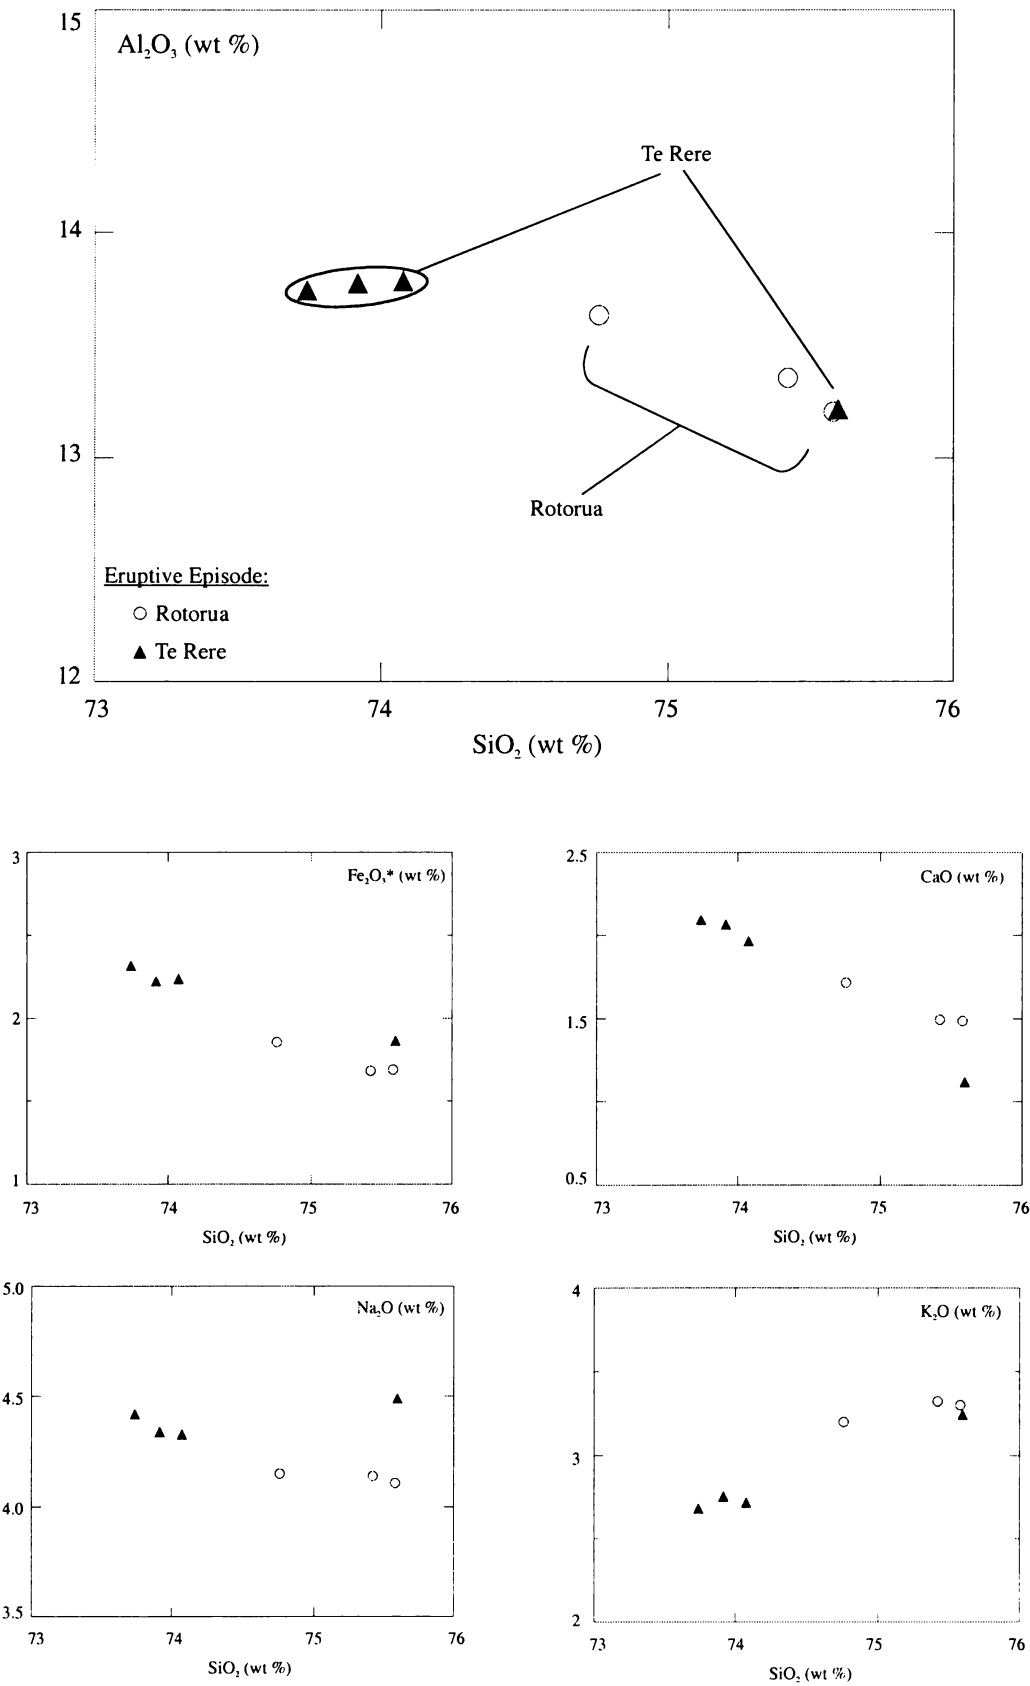 15
Al₂O₃ (wt %)
Te Rere
14
13
Rotorua
Eruptive Episode:
Rotorua
Te Rere
12
73 74 75 76
SiO₂ (wt %)
3
Fe₂O₃* (wt %)
2
1
73 74 75 76
SiO₂ (wt %)
2.5
CaO (wt %)
1.5
0.5
73 74 75 76
SiO₂ (wt %)
5.0
Na₂O (wt %)
4.5
4.0
3.5
73 74 75 76
SiO₂ (wt %)
4
K₂O (wt %)
3
2
73 74 75 76
SiO₂ (wt %)